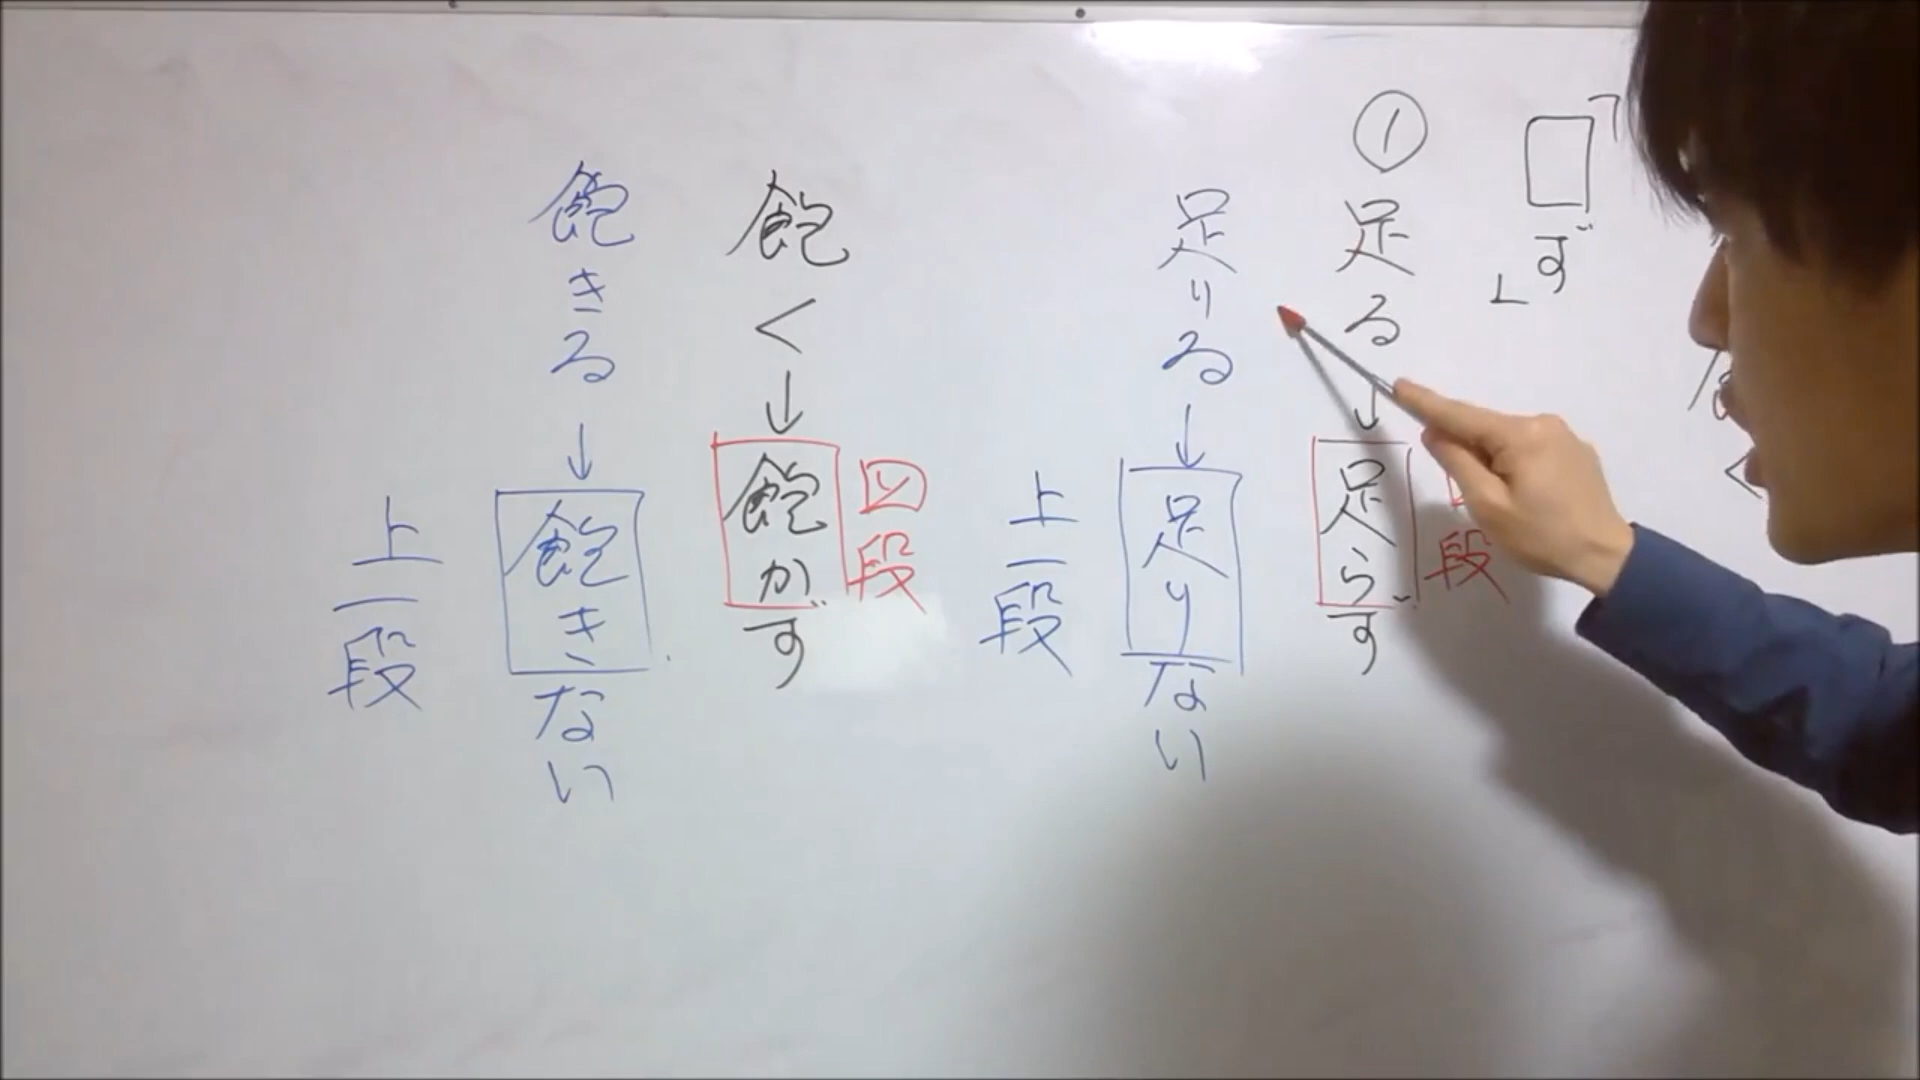 「□ず」
①足る→足らず
四段
足りる→足りない
上一段
飽く→飽かず
四段
飽きる→飽きない
上一段